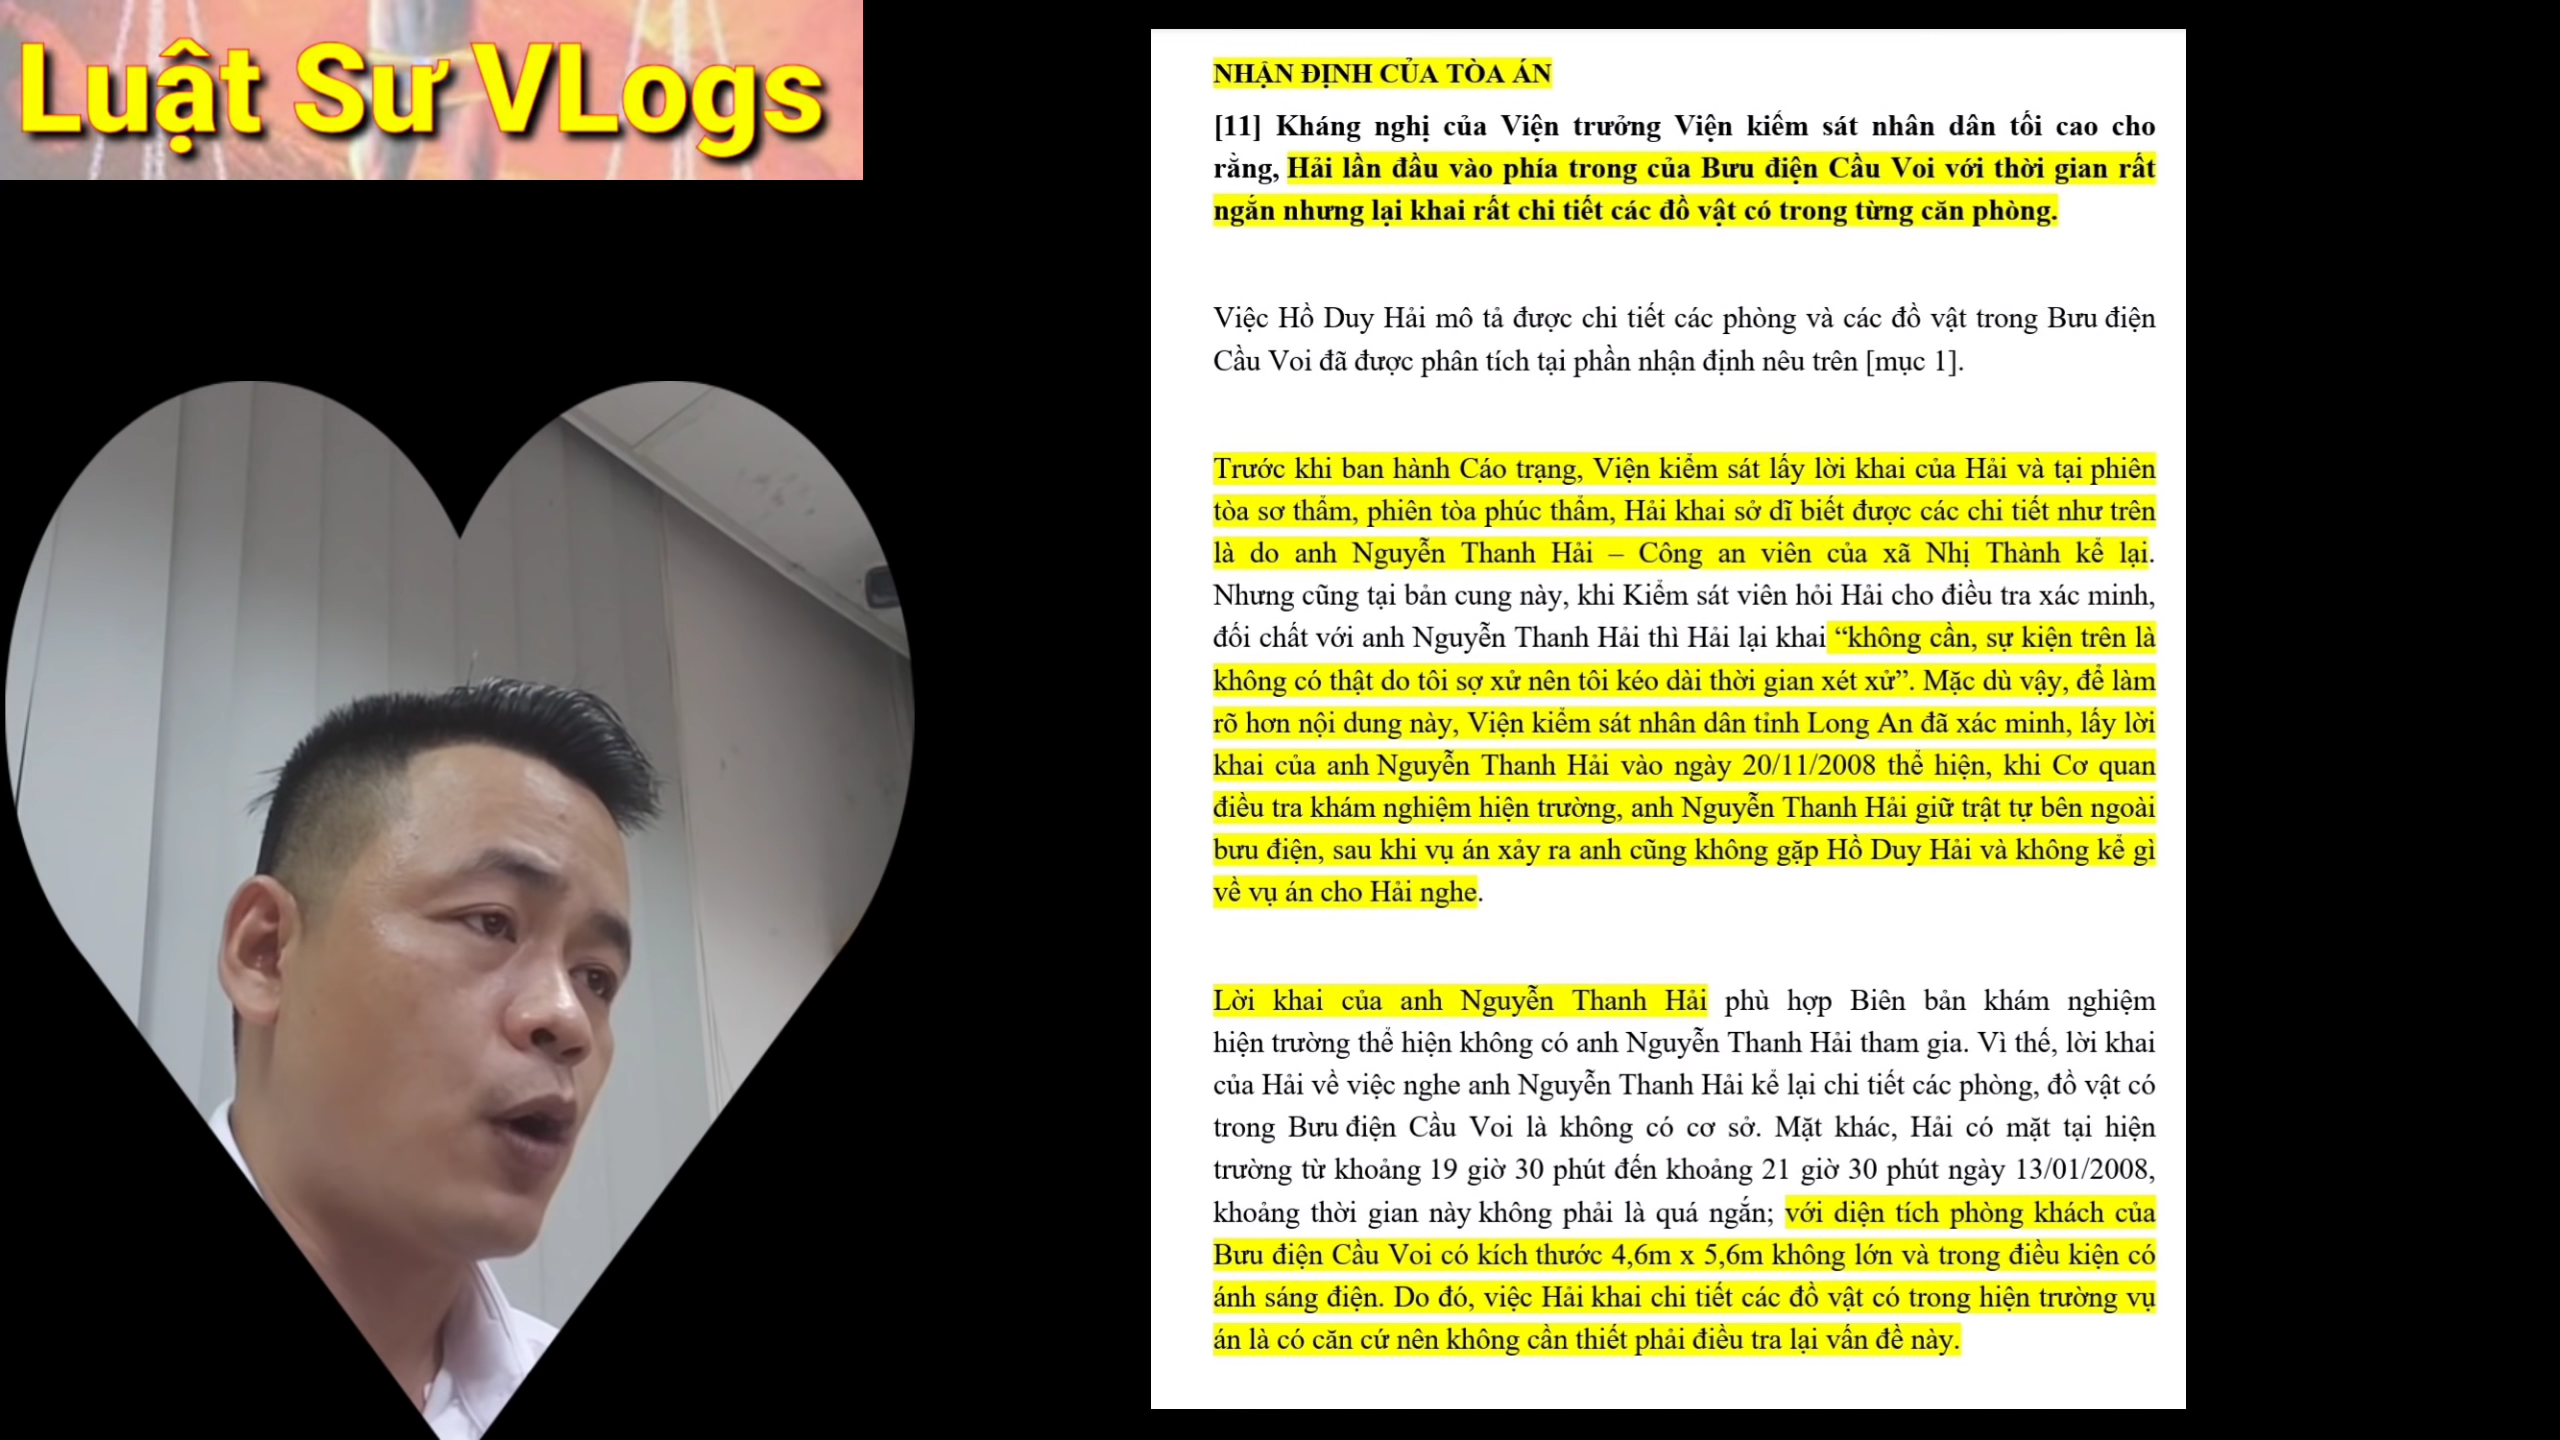 Luật Sư VLogs
NHẬN ĐỊNH CỦA TÒA ÁN
[11] Kháng nghị của Viện trưởng Viện kiểm sát nhân dân tối cao cho
rằng, Hải lần đầu vào phía trong của Bưu điện Cầu Voi với thời gian rất
ngắn nhưng lại khai rất chi tiết các đồ vật có trong từng căn phòng.
Việc Hồ Duy Hải mô tả được chi tiết các phòng và các đồ vật trong Bưu điện
Cầu Voi đã được phân tích tại phần nhận định nêu trên [mục 1].
Trước khi ban hành Cáo trạng, Viện kiểm sát lấy lời khai của Hải và tại phiên
tòa sơ thẩm, phiên tòa phúc thẩm, Hải khai sở dĩ biết được các chi tiết như trên
là do anh Nguyễn Thanh Hải – Công an viên của xã Nhị Thành kể lại.
Nhưng cũng tại bản cung này, khi Kiểm sát viên hỏi Hải cho điều tra xác minh,
đối chất với anh Nguyễn Thanh Hải thì Hải lại khai “không cần, sự kiện trên là
không có thật do tôi sợ xử nên tôi kéo dài thời gian xét xử”. Mặc dù vậy, để làm
rõ hơn nội dung này, Viện kiểm sát nhân dân tỉnh Long An đã xác minh, lấy lời
khai của anh Nguyễn Thanh Hải vào ngày 20/11/2008 thể hiện, khi Cơ quan
điều tra khám nghiệm hiện trường, anh Nguyễn Thanh Hải giữ trật tự bên ngoài
bưu điện, sau khi vụ án xảy ra anh cũng không gặp Hồ Duy Hải và không kể gì
về vụ án cho Hải nghe.
Lời khai của anh Nguyễn Thanh Hải phù hợp Biên bản khám nghiệm
hiện trường thể hiện không có anh Nguyễn Thanh Hải tham gia. Vì thế, lời khai
của Hải về việc nghe anh Nguyễn Thanh Hải kể lại chi tiết các phòng, đồ vật có
trong Bưu điện Cầu Voi là không có cơ sở. Mặt khác, Hải có mặt tại hiện
trường từ khoảng 19 giờ 30 phút đến khoảng 21 giờ 30 phút ngày 13/01/2008,
khoảng thời gian này không phải là quá ngắn; với diện tích phòng khách của
Bưu điện Cầu Voi có kích thước 4,6m x 5,6m không lớn và trong điều kiện có
ánh sáng điện. Do đó, việc Hải khai chi tiết các đồ vật có trong hiện trường vụ
án là có căn cứ nên không cần thiết phải điều tra lại vấn đề này.